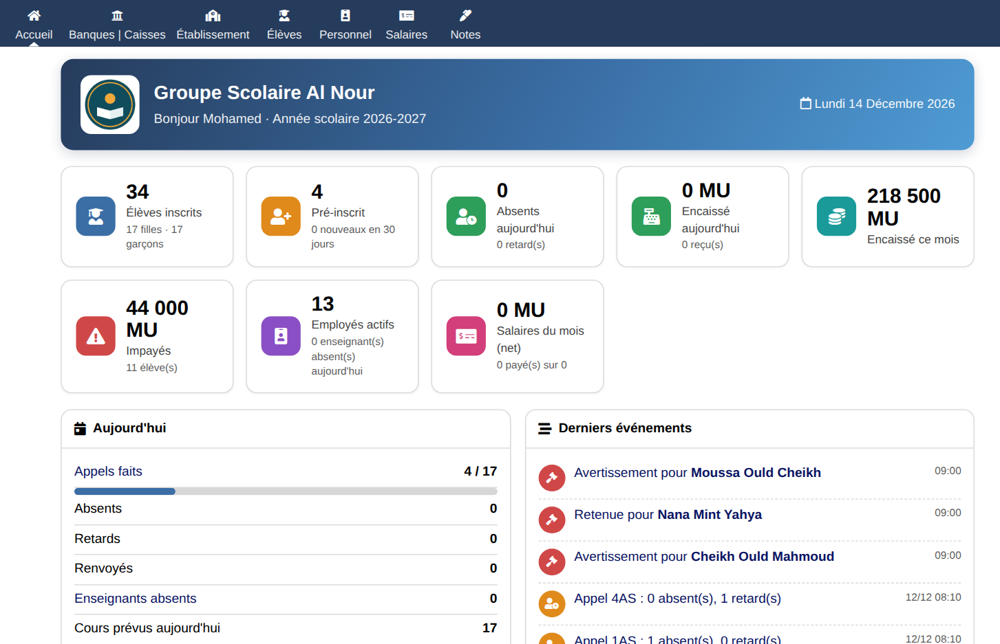 Accueil
Banques | Caisses
Établissement
Élèves
Personnel
Salaires
Notes
Groupe Scolaire Al Nour
Bonjour Mohamed · Année scolaire 2026-2027
Lundi 14 Décembre 2026
34
Élèves inscrits
17 filles · 17
garçons
4
Pré-inscrit
0 nouveaux en 30
jours
0
Absents
aujourd'hui
0 retard(s)
0 MU
Encaissé
aujourd'hui
0 reçu(s)
218 500
MU
Encaissé ce mois
44 000
MU
Impayés
11 élève(s)
13
Employés actifs
0 enseignant(s)
absent(s)
aujourd'hui
0 MU
Salaires du mois
(net)
0 payé(s) sur 0
Aujourd'hui
Appels faits 4 / 17
Absents 0
Retards 0
Renvoyés 0
Enseignants absents 0
Cours prévus aujourd'hui 17
Derniers événements
Avertissement pour Moussa Ould Cheikh 09:00
Retenue pour Nana Mint Yahya 09:00
Avertissement pour Cheikh Ould Mahmoud 09:00
Appel 4AS : 0 absent(s), 1 retard(s) 12/12 08:10
Appel 1AS : 1 absent(s), 0 retard(s) 12/12 08:10